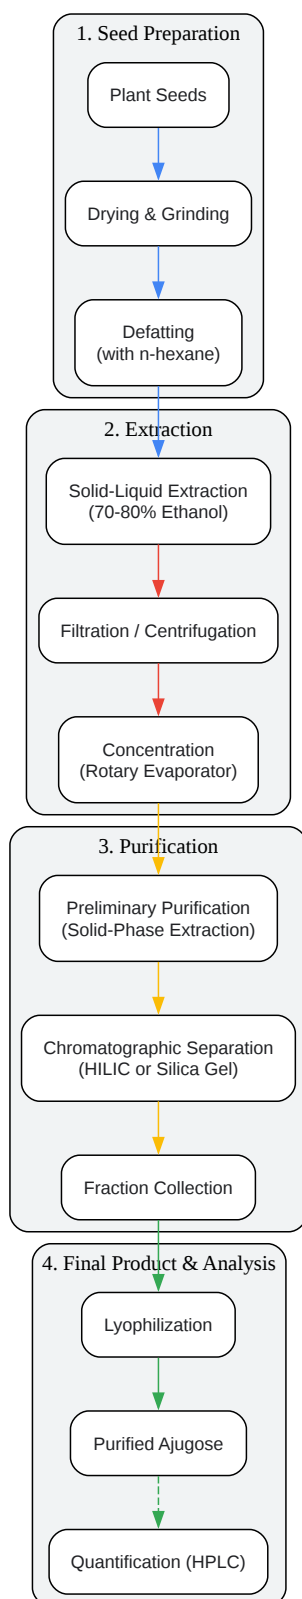 1. Seed Preparation
Plant Seeds
Drying & Grinding
Defatting
(with n-hexane)
2. Extraction
Solid-Liquid Extraction
(70-80% Ethanol)
Filtration / Centrifugation
Concentration
(Rotary Evaporator)
3. Purification
Preliminary Purification
(Solid-Phase Extraction)
Chromatographic Separation
(HILIC or Silica Gel)
Fraction Collection
4. Final Product & Analysis
Lyophilization
Purified Ajugose
Quantification (HPLC)